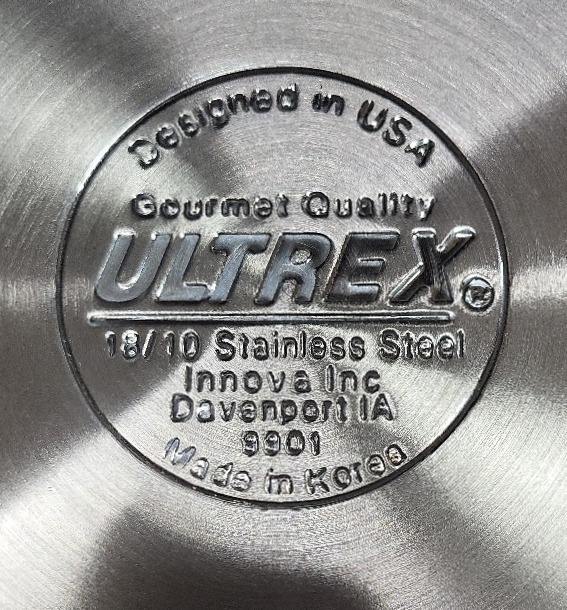 Designed in USA
Gourmet Quality
ULTREX®
18/10 Stainless Steel
Innova Inc
Davenport IA
9901
Made in Korea